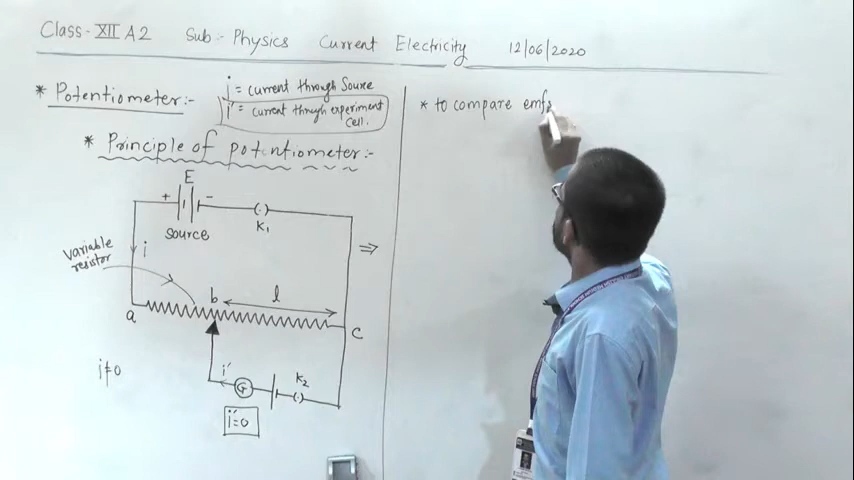 Class - XII A2 Sub :- Physics Current Electricity 12/06/2020
* Potentiometer :-
i = current through Source
i' = current through experiment
cell.
* Principle of potentiometer :-
E
+ -
Source
K₁
i
variable
resistor
⇒
a
b
l
c
i'
G
K₂
i ≠ 0
i' = 0
* to compare emfs